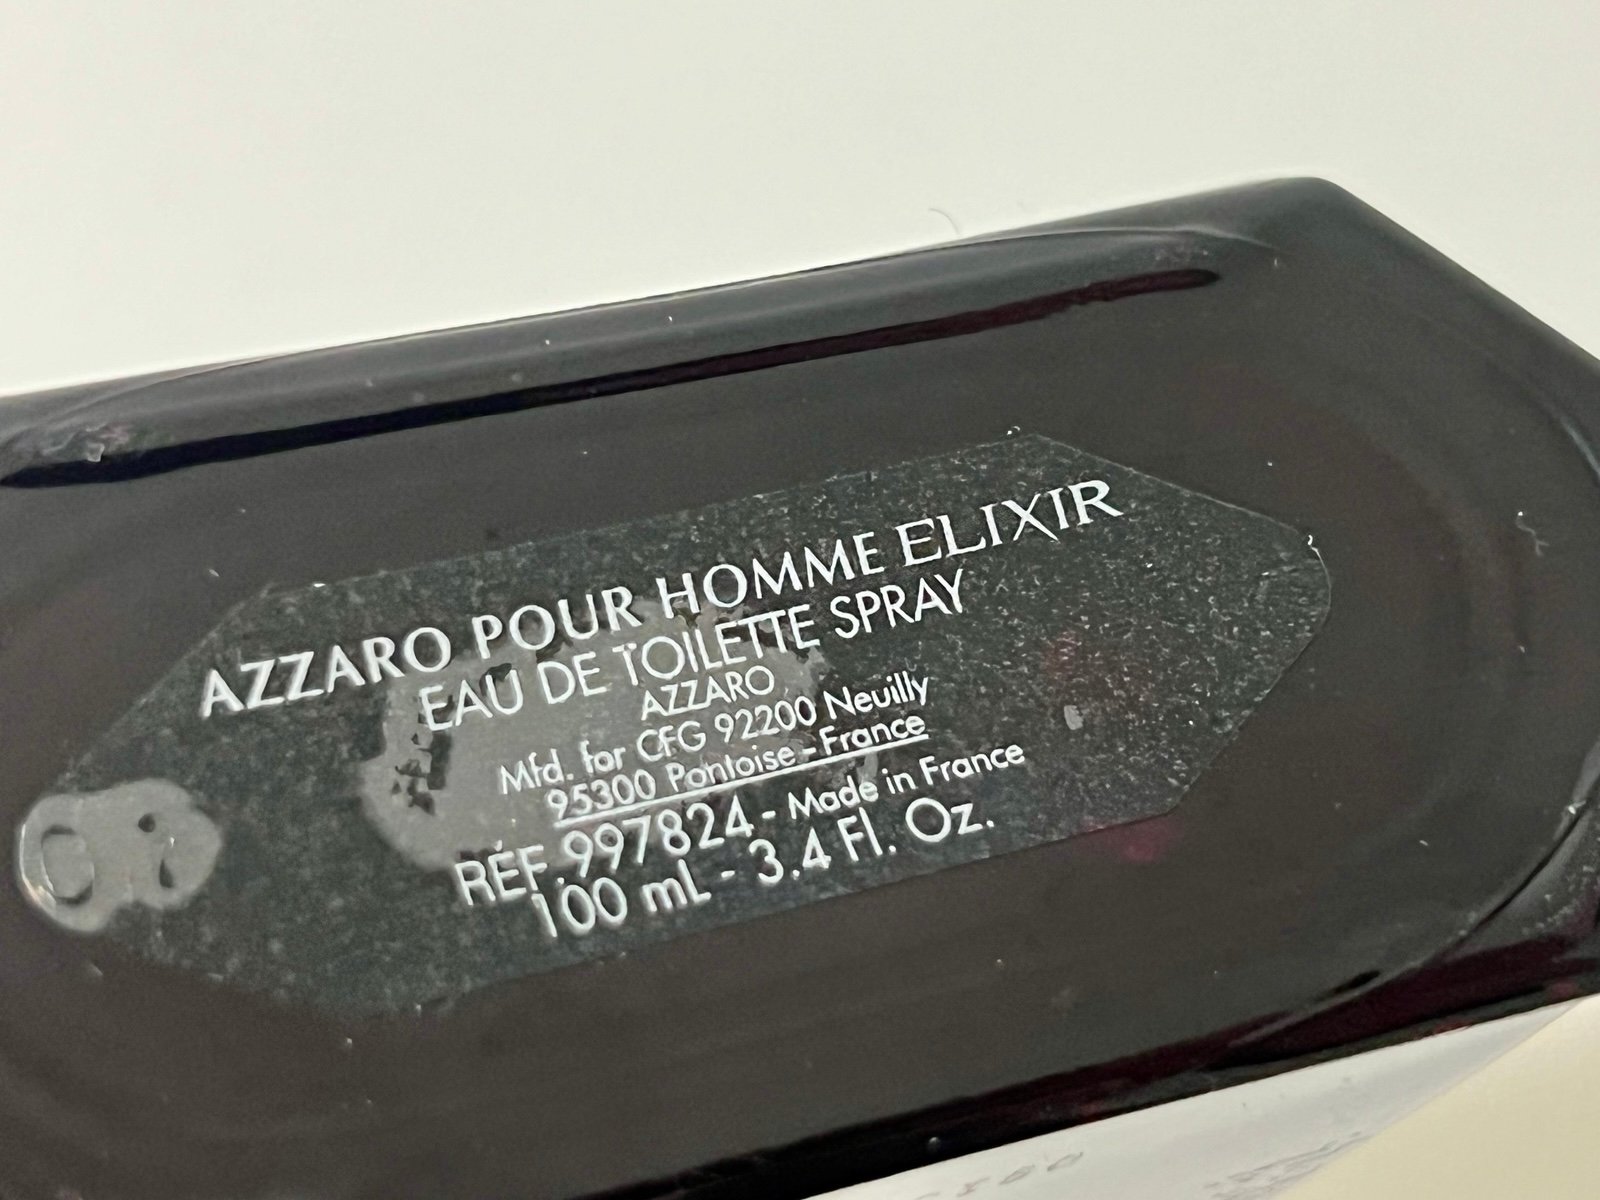 AZZARO POUR HOMME ELIXIR
EAU DE TOILETTE SPRAY
AZZARO
Mfd. for CFG 92200 Neuilly
95300 Pontoise - France
RÉF. 997824 - Made in France
100 mL - 3.4 Fl. Oz.